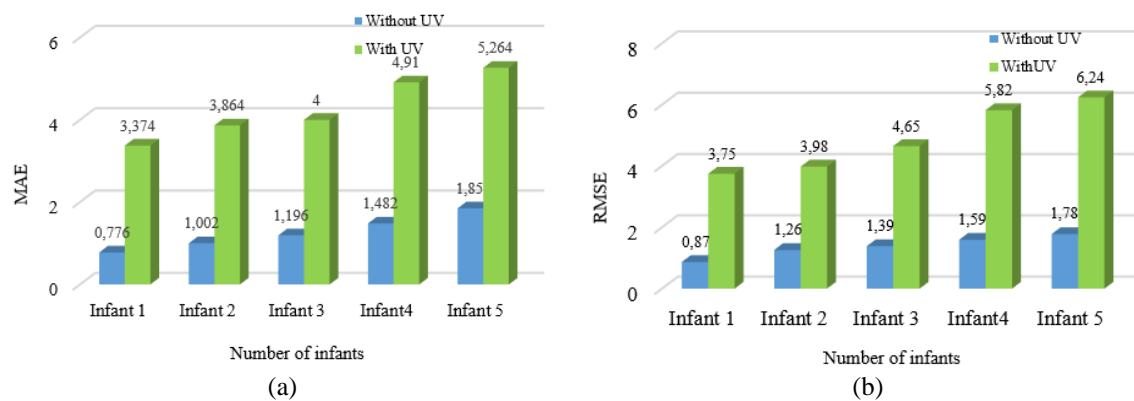 Without UV
With UV
6
4
2
0
MAE
0,776
3,374
1,002
3,864
1,196
4
1,482
4,91
1,85
5,264
Infant 1
Infant 2
Infant 3
Infant4
Infant 5
Number of infants
(a)
Without UV
WithUV
8
6
4
2
0
RMSE
0,87
3,75
1,26
3,98
1,39
4,65
1,59
5,82
1,78
6,24
Infant 1
Infant 2
Infant 3
Infant4
Infant 5
Number of infants
(b)